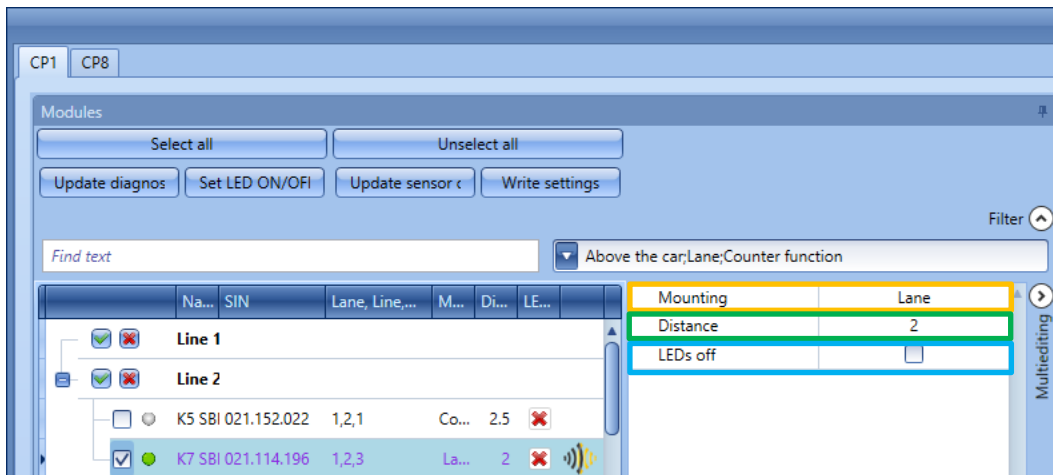 CP1 CP8
Modules
Select all Unselect all
Update diagnos Set LED ON/OFI Update sensor c Write settings
Filter
Find text Above the car;Lane;Counter function
Na... SIN Lane, Line,... M... Di... LE...
Mounting Lane
Distance 2
LEDs off
Multiediting
Line 1
Line 2
K5 SBI 021.152.022 1,2,1 Co... 2.5
K7 SBI 021.114.196 1,2,3 La... 2